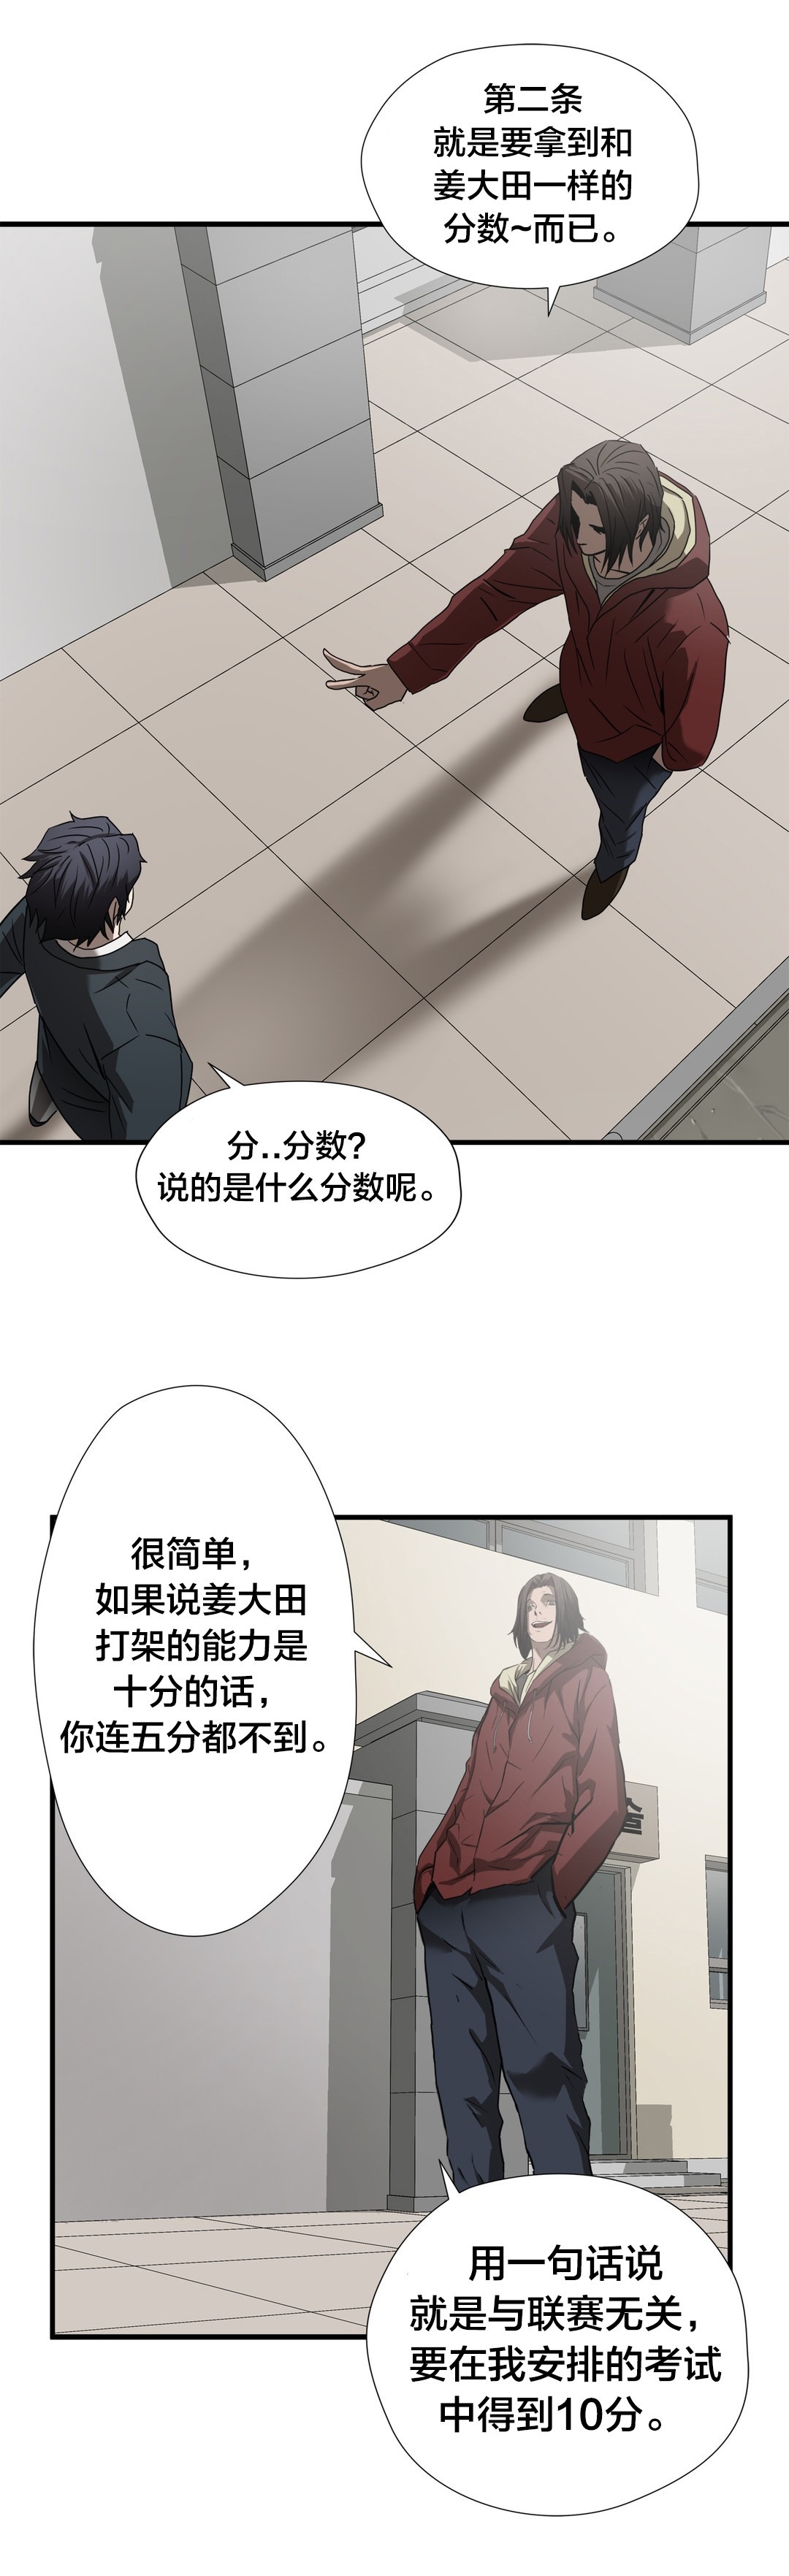 第二条
就是要拿到和
姜大田一样的
分数~而已。
分..分数?
说的是什么分数呢。
很简单,
如果说姜大田
打架的能力是
十分的话,
你连五分都不到。
用一句话说
就是与联赛无关,
要在我安排的考试
中得到10分。